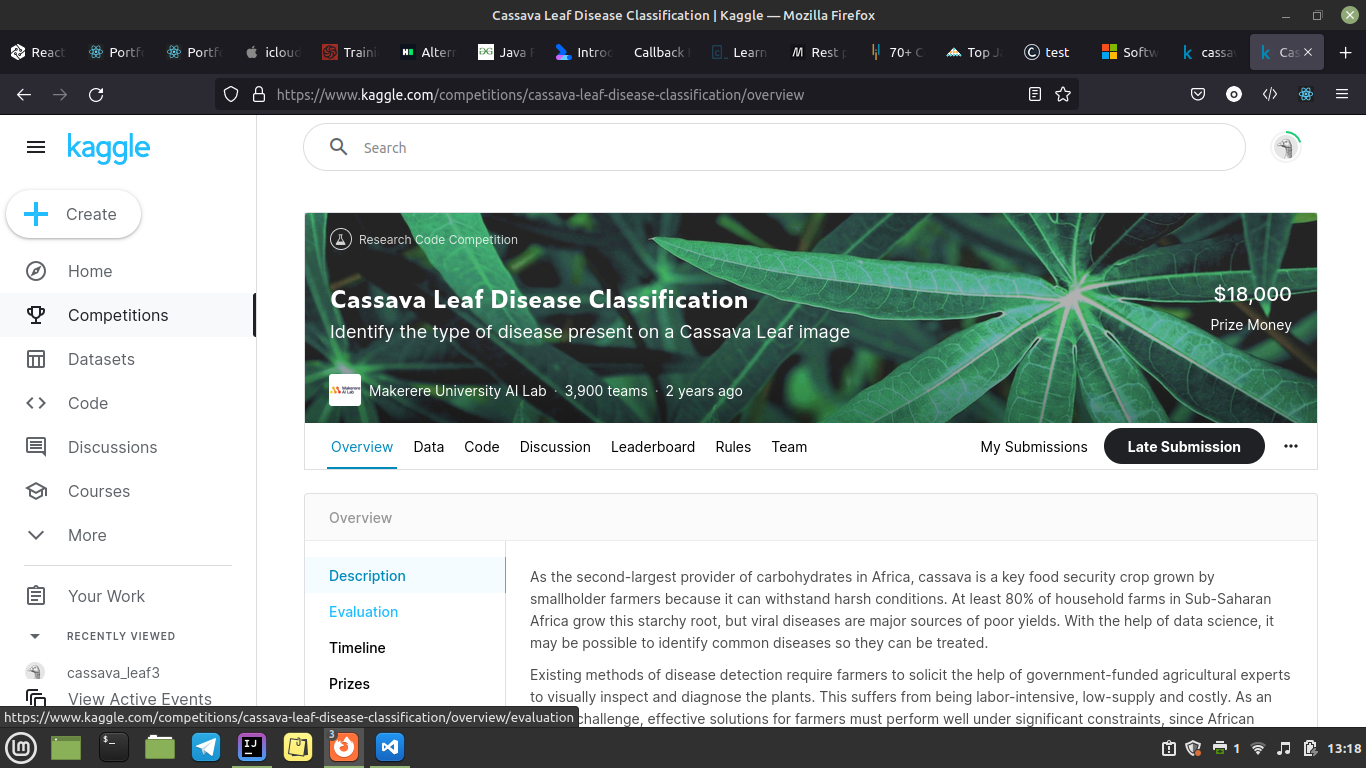 Cassava Leaf Disease Classification | Kaggle — Mozilla Firefox
React
Portf
Portf
icloud
Traini
Altern
Java
Introd
Callback
Learn
Rest
70+
Top Ja
test
Softw
cassav
Cas
https://www.kaggle.com/competitions/cassava-leaf-disease-classification/overview
kaggle
Search
Create
Home
Competitions
Datasets
Code
Discussions
Courses
More
Your Work
RECENTLY VIEWED
cassava_leaf3
View Active Events
Research Code Competition
Cassava Leaf Disease Classification
Identify the type of disease present on a Cassava Leaf image
$18,000
Prize Money
Makerere University AI Lab · 3,900 teams · 2 years ago
Overview Data Code Discussion Leaderboard Rules Team My Submissions Late Submission
Overview
Description
Evaluation
Timeline
Prizes
As the second-largest provider of carbohydrates in Africa, cassava is a key food security crop grown by
smallholder farmers because it can withstand harsh conditions. At least 80% of household farms in Sub-Saharan
Africa grow this starchy root, but viral diseases are major sources of poor yields. With the help of data science, it
may be possible to identify common diseases so they can be treated.
Existing methods of disease detection require farmers to solicit the help of government-funded agricultural experts
to visually inspect and diagnose the plants. This suffers from being labor-intensive, low-supply and costly. As an
challenge, effective solutions for farmers must perform well under significant constraints, since African
https://www.kaggle.com/competitions/cassava-leaf-disease-classification/overview/evaluation
3
1
13:18